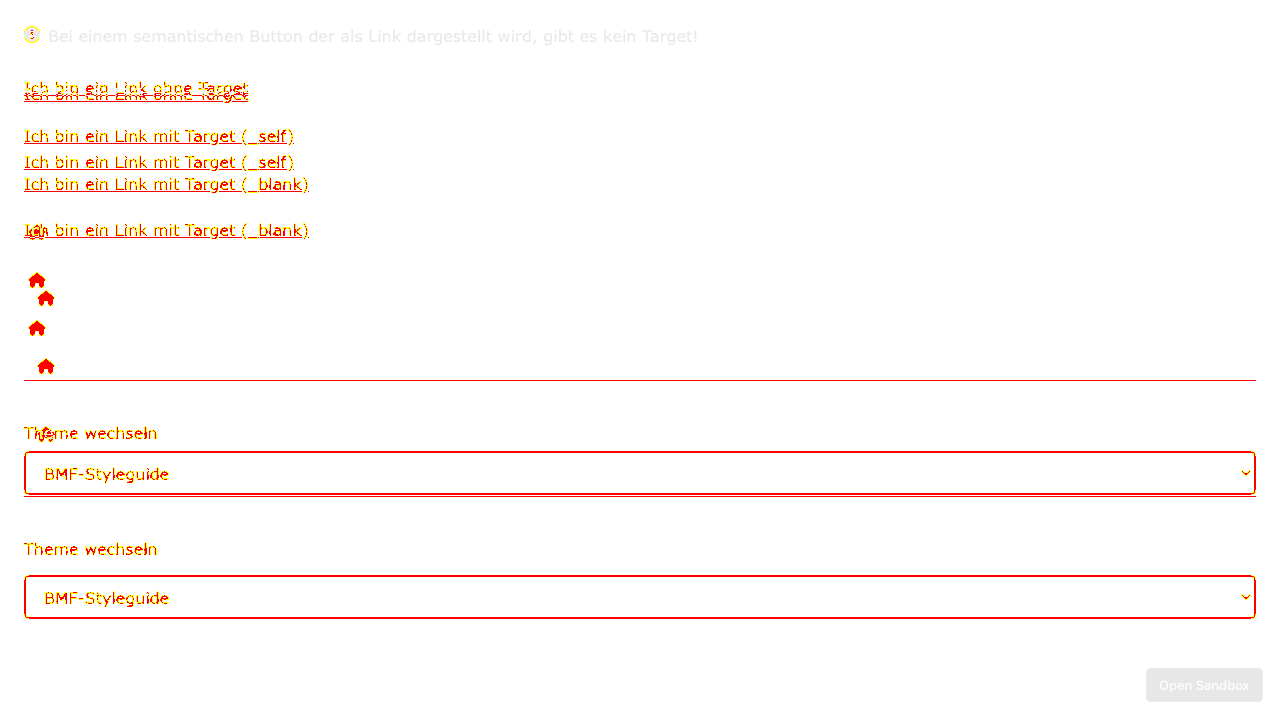 Bei einem semantischen Button der als Link dargestellt wird, gibt es kein Target!
Ich bin ein Link ohne Target
Ich bin ein Link ohne Target
Ich bin ein Link mit Target (_self)
Ich bin ein Link mit Target (_self)
Ich bin ein Link mit Target (_blank)
Ich bin ein Link mit Target (_blank)
Theme wechseln
BMF-Styleguide
Theme wechseln
BMF-Styleguide
Open Sandbox